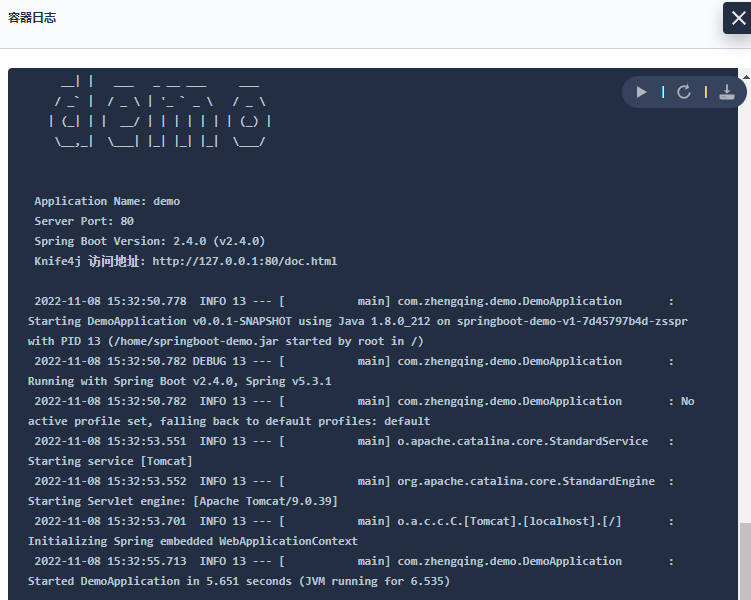 容器日志
demo
Application Name: demo
Server Port: 80
Spring Boot Version: 2.4.0 (v2.4.0)
Knife4j 访问地址: http://127.0.0.1:80/doc.html
2022-11-08 15:32:50.778  INFO 13 --- [           main] com.zhengqing.demo.DemoApplication       :
Starting DemoApplication v0.0.1-SNAPSHOT using Java 1.8.0_212 on springboot-demo-v1-7d45797b4d-zsspr
with PID 13 (/home/springboot-demo.jar started by root in /)
2022-11-08 15:32:50.782 DEBUG 13 --- [           main] com.zhengqing.demo.DemoApplication       :
Running with Spring Boot v2.4.0, Spring v5.3.1
2022-11-08 15:32:50.782  INFO 13 --- [           main] com.zhengqing.demo.DemoApplication       : No
active profile set, falling back to default profiles: default
2022-11-08 15:32:53.551  INFO 13 --- [           main] o.apache.catalina.core.StandardService   :
Starting service [Tomcat]
2022-11-08 15:32:53.552  INFO 13 --- [           main] org.apache.catalina.core.StandardEngine  :
Starting Servlet engine: [Apache Tomcat/9.0.39]
2022-11-08 15:32:53.701  INFO 13 --- [           main] o.a.c.c.C.[Tomcat].[localhost].[/]       :
Initializing Spring embedded WebApplicationContext
2022-11-08 15:32:55.713  INFO 13 --- [           main] com.zhengqing.demo.DemoApplication       :
Started DemoApplication in 5.651 seconds (JVM running for 6.535)